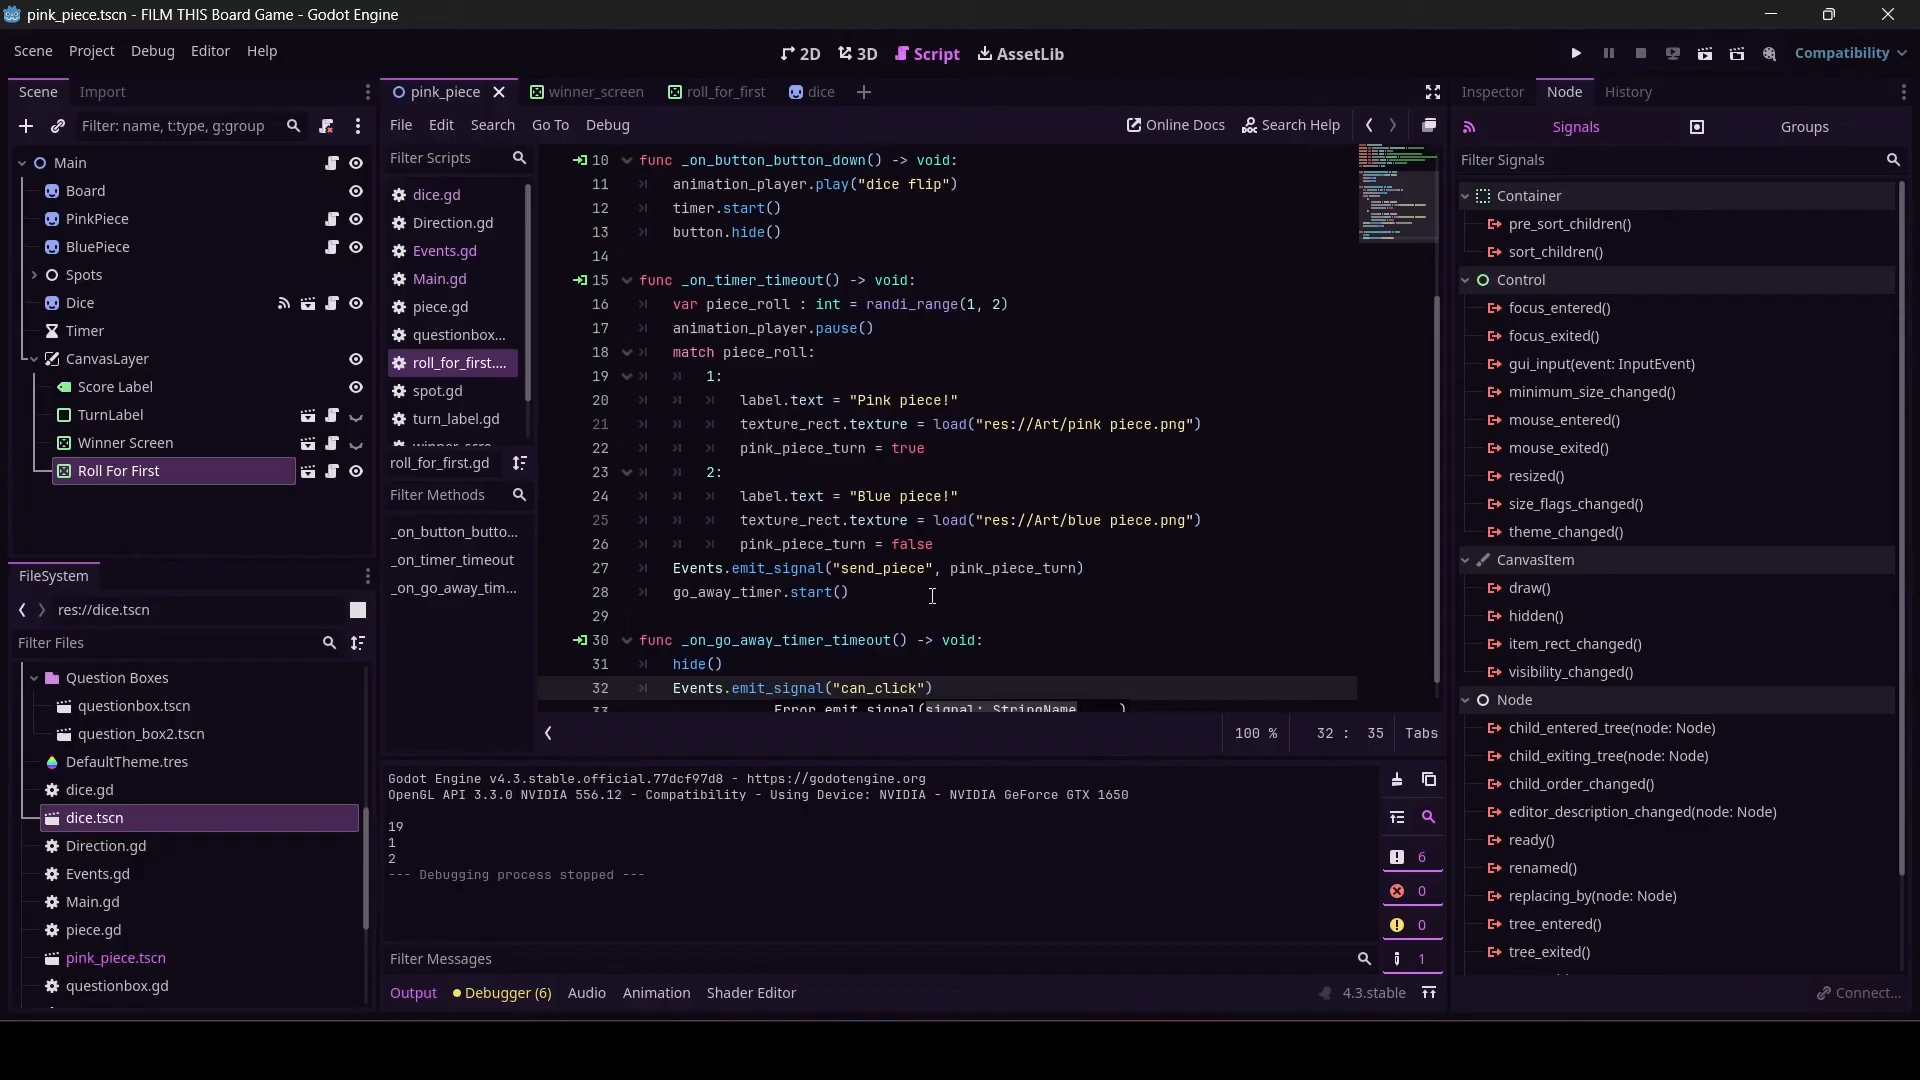 pink_piece.tscn - FILM THIS Board Game - Godot Engine
Scene Project Debug Editor Help
2D 3D Script AssetLib
Compatibility
Scene Import
Filter: name, t:type, g:group
Main
Board
PinkPiece
BluePiece
Spots
Dice
Timer
CanvasLayer
Score Label
TurnLabel
Winner Screen
Roll For First
FileSystem
res://dice.tscn
Filter Files
Question Boxes
questionbox.tscn
question_box2.tscn
DefaultTheme.tres
dice.gd
dice.tscn
Direction.gd
Events.gd
Main.gd
piece.gd
pink_piece.tscn
questionbox.gd
pink_piece winner_screen roll_for_first dice
File Edit Search Go To Debug
Online Docs Search Help
Filter Scripts
dice.gd
Direction.gd
Events.gd
Main.gd
piece.gd
questionbox...
roll_for_first....
spot.gd
turn_label.gd
winner_scre
roll_for_first.gd
Filter Methods
_on_button_butto...
_on_timer_timeout
_on_go_away_tim...
10 func _on_button_button_down() -> void:
11 animation_player.play("dice flip")
12 timer.start()
13 button.hide()
14
15 func _on_timer_timeout() -> void:
16 var piece_roll : int = randi_range(1, 2)
17 animation_player.pause()
18 match piece_roll:
19 1:
20 label.text = "Pink piece!"
21 texture_rect.texture = load("res://Art/pink piece.png")
22 pink_piece_turn = true
23 2:
24 label.text = "Blue piece!"
25 texture_rect.texture = load("res://Art/blue piece.png")
26 pink_piece_turn = false
27 Events.emit_signal("send_piece", pink_piece_turn)
28 go_away_timer.start()
29
30 func _on_go_away_timer_timeout() -> void:
31 hide()
32 Events.emit_signal("can_click")
33 Error emit_signal(signal: StringName, ...)
100 % 32 : 35 Tabs
Godot Engine v4.3.stable.official.77dcf97d8 - https://godotengine.org
OpenGL API 3.3.0 NVIDIA 556.12 - Compatibility - Using Device: NVIDIA - NVIDIA GeForce GTX 1650
19
1
2
--- Debugging process stopped ---
6
0
0
1
Filter Messages
Output Debugger (6) Audio Animation Shader Editor
4.3.stable
Inspector Node History
Signals Groups
Filter Signals
Container
pre_sort_children()
sort_children()
Control
focus_entered()
focus_exited()
gui_input(event: InputEvent)
minimum_size_changed()
mouse_entered()
mouse_exited()
resized()
size_flags_changed()
theme_changed()
CanvasItem
draw()
hidden()
item_rect_changed()
visibility_changed()
Node
child_entered_tree(node: Node)
child_exiting_tree(node: Node)
child_order_changed()
editor_description_changed(node: Node)
ready()
renamed()
replacing_by(node: Node)
tree_entered()
tree_exited()
Connect...